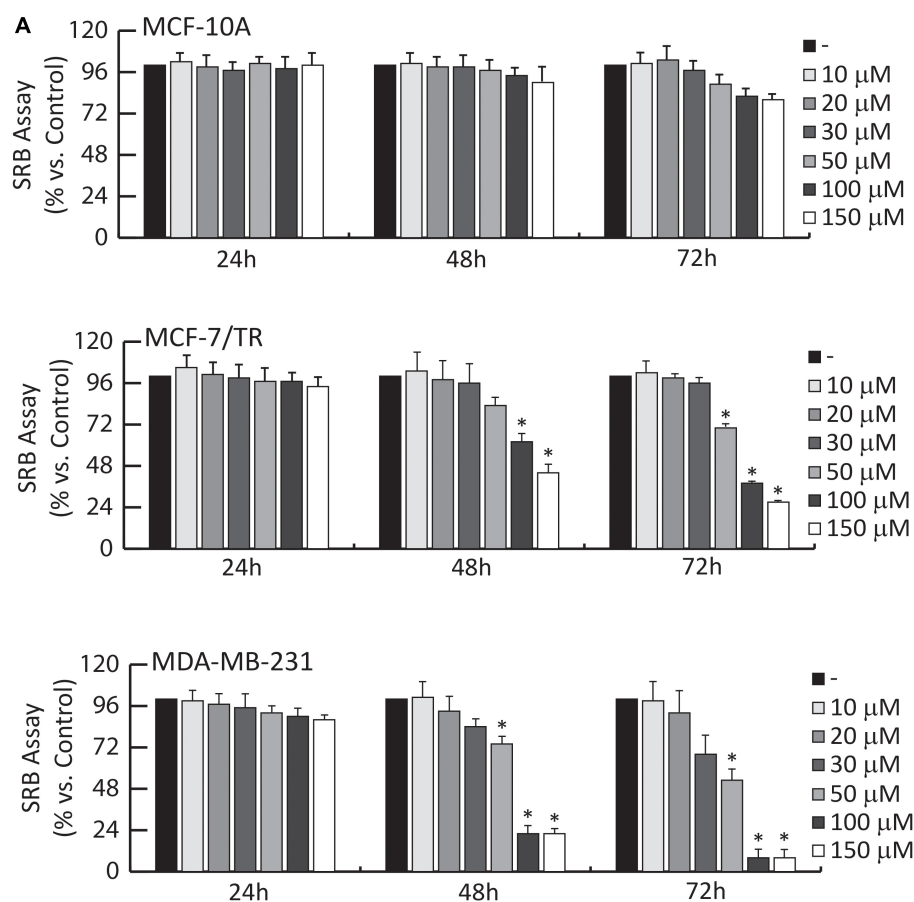 A
MCF-10A
SRB Assay
(% vs. Control)
120
96
72
48
24
0
24h
48h
72h
-
10 μM
20 μM
30 μM
50 μM
100 μM
150 μM
MCF-7/TR
SRB Assay
(% vs. Control)
120
96
72
48
24
0
* *
* * *
24h
48h
72h
-
10 μM
20 μM
30 μM
50 μM
100 μM
150 μM
MDA-MB-231
SRB Assay
(% vs. Control)
120
96
72
48
24
0
* * *
* * *
24h
48h
72h
-
10 μM
20 μM
30 μM
50 μM
100 μM
150 μM